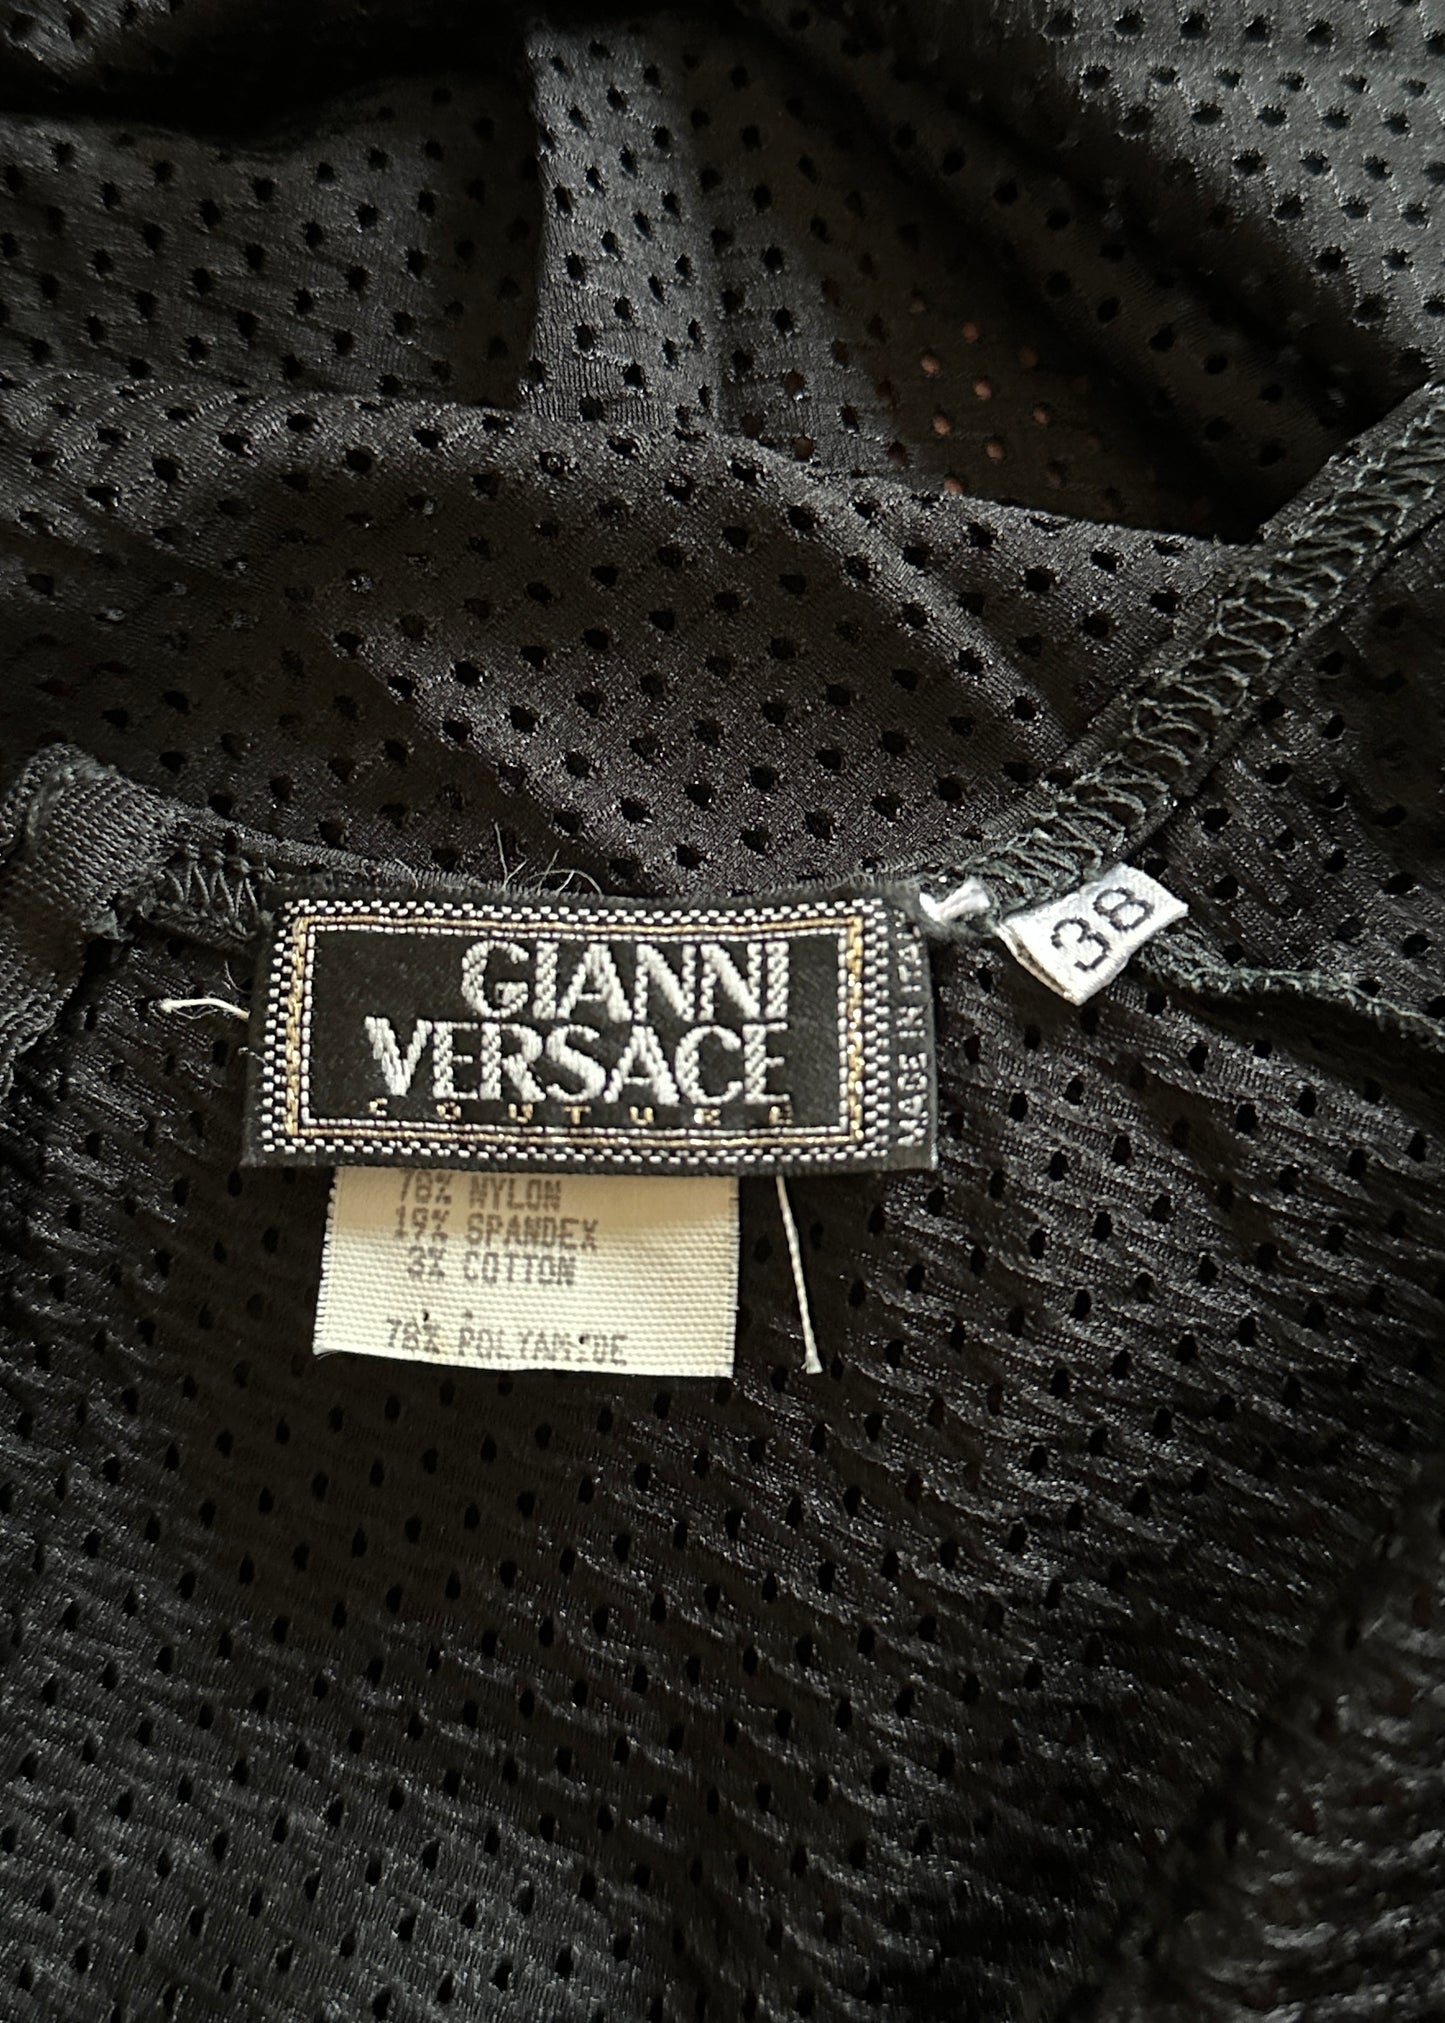 GIANNI
VERSACE
COUTURE
MADE IN ITALY
38
78% NYLON
19% SPANDEX
3% COTTON
78% POLYAMIDE